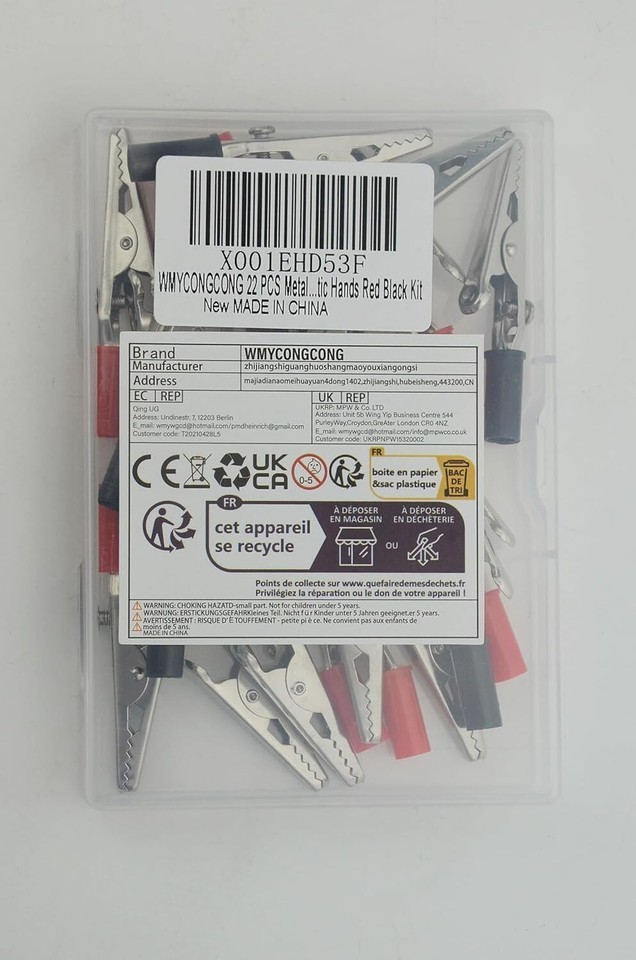 X001EHD53F
WMYCONGCONG 22 PCS Metal...tic Hands Red Black Kit
New MADE IN CHINA
Brand WMYCONGCONG
Manufacturer zhijiangshiguanghuoshangmaoyouxiangongsi
Address majiadianaomeihuayuan4dong1402,zhijiangshi,hubeisheng,443200,CN
EC REP
Qing UG
Address: Undinestr. 7, 12203 Berlin
E_mail: wmywgcd@hotmail.com/pmdheinrich@gmail.com
Customer code: T20210428L5
UK REP
UKRP: MPW & Co. LTD
Address: Unit 5b Wing Yip Business Centre 544
PurleyWay,Croydon,GreAter London CR0 4NZ
E_mail: wmywgcd@hotmail.com/info@mpwco.co.uk
Customer code: UKRPNPW15320002
CE
UK
CA
0-5
FR
boite en papier
&sac plastique
BAC
DE
TRI
FR
cet appareil
se recycle
À DÉPOSER
EN MAGASIN
OU
À DÉPOSER
EN DÉCHÈTERIE
Points de collecte sur www.quefairedemesdechets.fr
Privilégiez la réparation ou le don de votre appareil !
WARNING: CHOKING HAZATD-small part. Not for children under 5 years.
WARNUNG: ERSTICKUNGSGEFAHRKleines Teil. Nicht für Kinder unter 5 Jahren geeignet.er 5 years.
AVERTISSEMENT : RISQUE D'ÈTOUFFEMENT - petite pièce. Ne convient pas aux enfants de
moins de 5 ans.
MADE IN CHINA